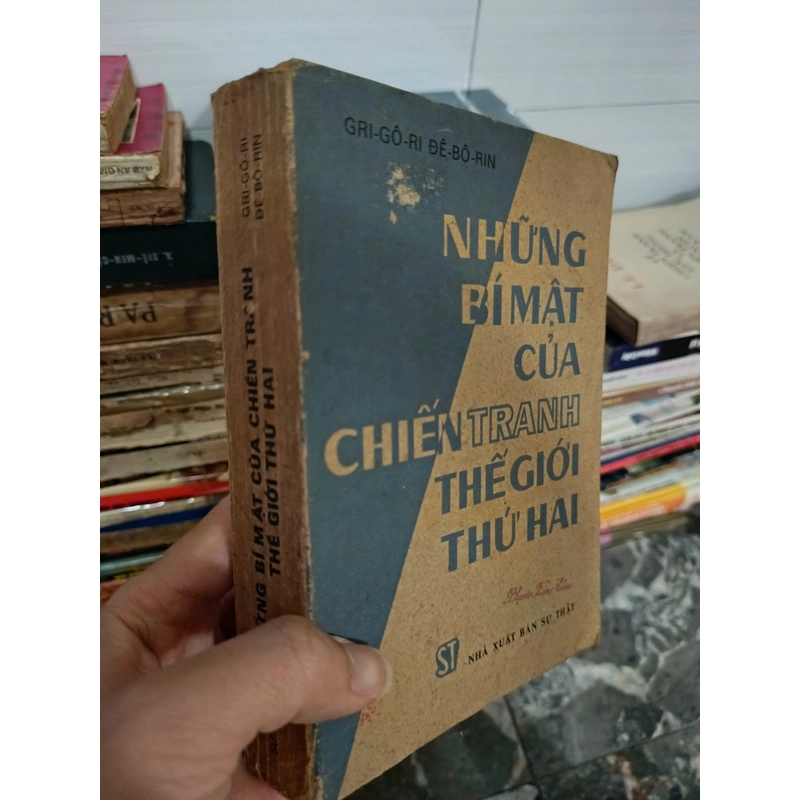 GRI-GÔ-RI ĐÊ-BÔ-RIN
NHỮNG
BÍ MẬT
CỦA
CHIẾN TRANH
THẾ GIỚI
THỨ HAI
ST
NHÀ XUẤT BẢN SỰ THẬT
GRI-GÔ-RI
ĐÊ-BÔ-RIN
BÍ MẬT CỦA CHIẾN TRANH
THẾ GIỚI THỨ HAI